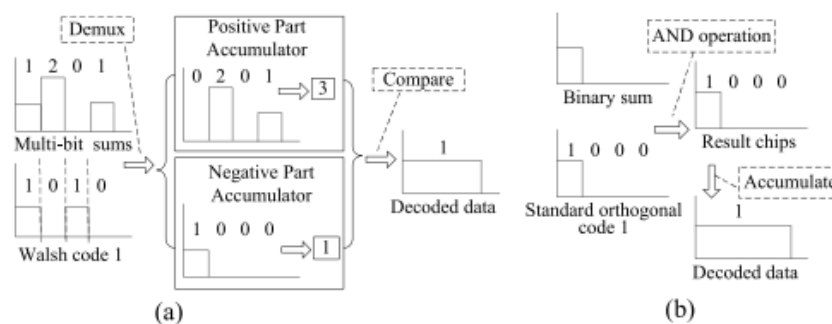 Demux
1 2 0 1
Multi-bit sums
1 0 1 0
Walsh code 1
Positive Part
Accumulator
0 2 0 1
3
Negative Part
Accumulator
1 0 0 0
1
Compare
1
Decoded data
(a)
Binary sum
AND operation
1 0 0 0
Result chips
1 0 0 0
Standard orthogonal
code 1
Accumulate
1
Decoded data
(b)